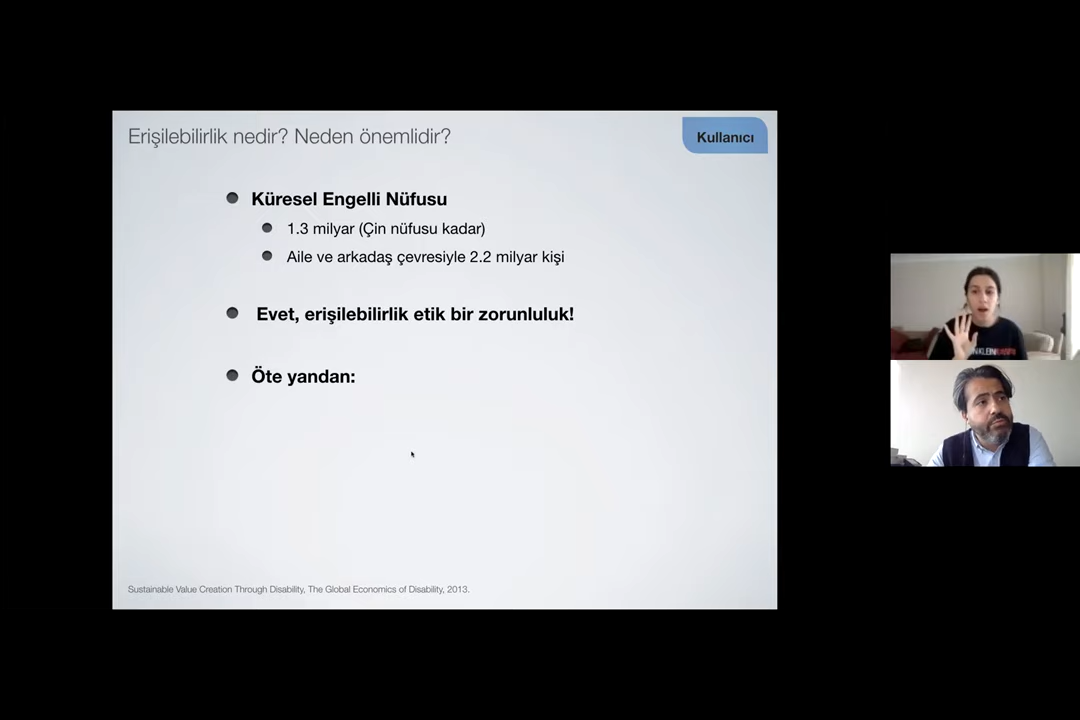 Erişilebilirlik nedir? Neden önemlidir?
Kullanıcı
Küresel Engelli Nüfusu
1.3 milyar (Çin nüfusu kadar)
Aile ve arkadaş çevresiyle 2.2 milyar kişi
Evet, erişilebilirlik etik bir zorunluluk!
Öte yandan:
Sustainable Value Creation Through Disability, The Global Economics of Disability, 2013.